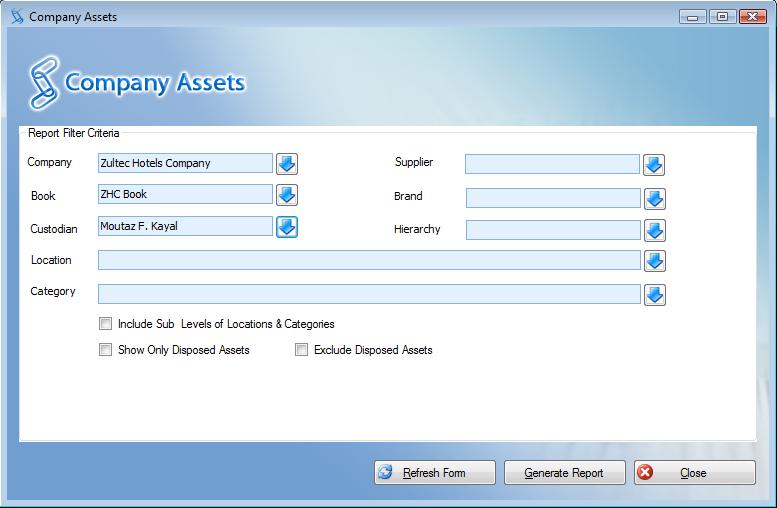 Company Assets
Company Assets
Report Filter Criteria
Company Zultec Hotels Company Supplier
Book ZHC Book Brand
Custodian Moutaz F. Kayal Hierarchy
Location
Category
Include Sub Levels of Locations & Categories
Show Only Disposed Assets Exclude Disposed Assets
Refresh Form Generate Report Close